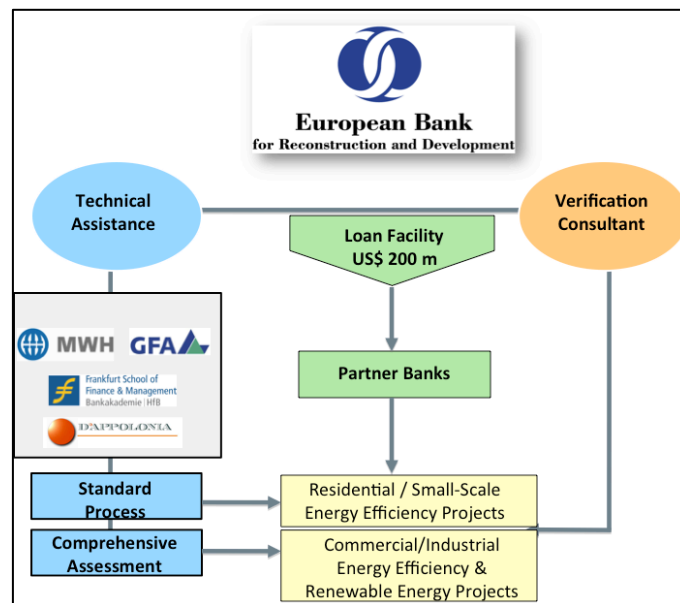 European Bank
for Reconstruction and Development
Technical
Assistance
Verification
Consultant
Loan Facility
US$ 200 m
MWH
GFA
Frankfurt School of
Finance & Management
Bankakademie | HfB
D'APPOLONIA
Partner Banks
Standard
Process
Residential / Small-Scale
Energy Efficiency Projects
Comprehensive
Assessment
Commercial/Industrial
Energy Efficiency &
Renewable Energy Projects